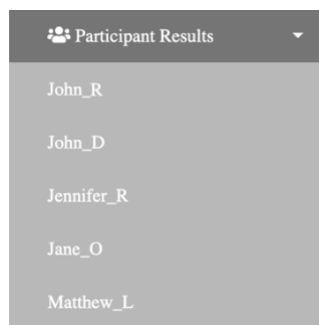 Participant Results
John_R
John_D
Jennifer_R
Jane_O
Matthew_L